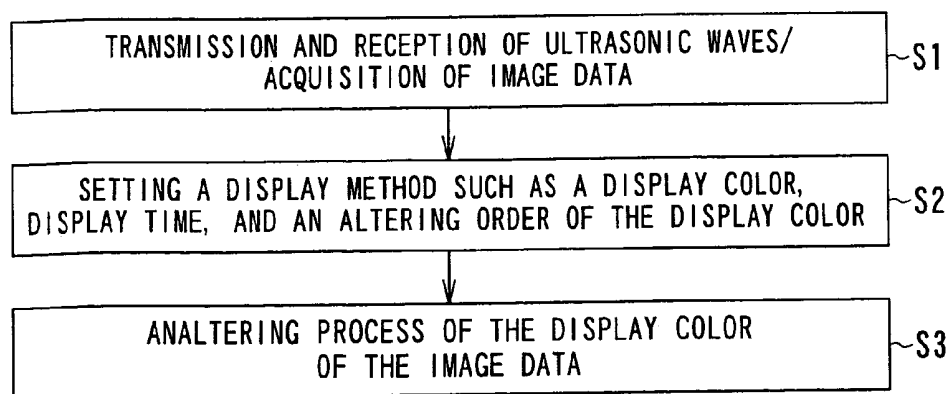 TRANSMISSION AND RECEPTION OF ULTRASONIC WAVES/
ACQUISITION OF IMAGE DATA
S1
SETTING A DISPLAY METHOD SUCH AS A DISPLAY COLOR,
DISPLAY TIME, AND AN ALTERING ORDER OF THE DISPLAY COLOR
S2
ANALTERING PROCESS OF THE DISPLAY COLOR
OF THE IMAGE DATA
S3